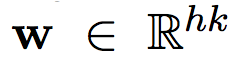 𝐰 ∈ ℝ^{hk}